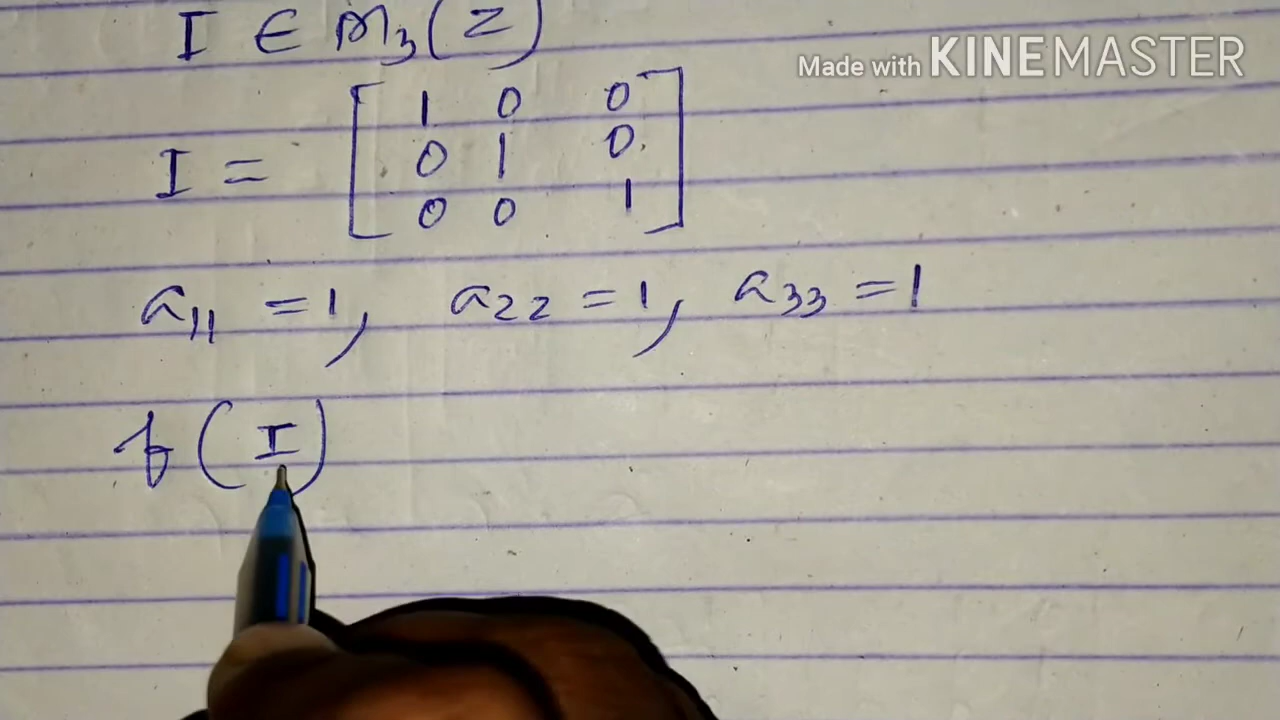 I ∈ M₃(Z)
Made with KINEMASTER
I = [ 1 0 0
0 1 0
0 0 1 ]
a₁₁ = 1, a₂₂ = 1, a₃₃ = 1
f(I)